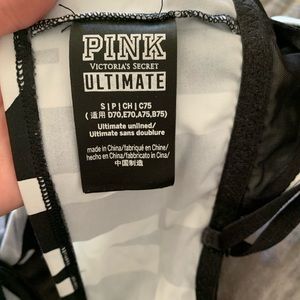 PINK
VICTORIA'S SECRET
ULTIMATE
S | P | CH | C75
( 适用 D70,E70,A75,B75)
Ultimate unlined/
Ultimate sans doublure
made in China/fabriqué en Chine/
hecho en China/fabbricato in Cina/
中国制造